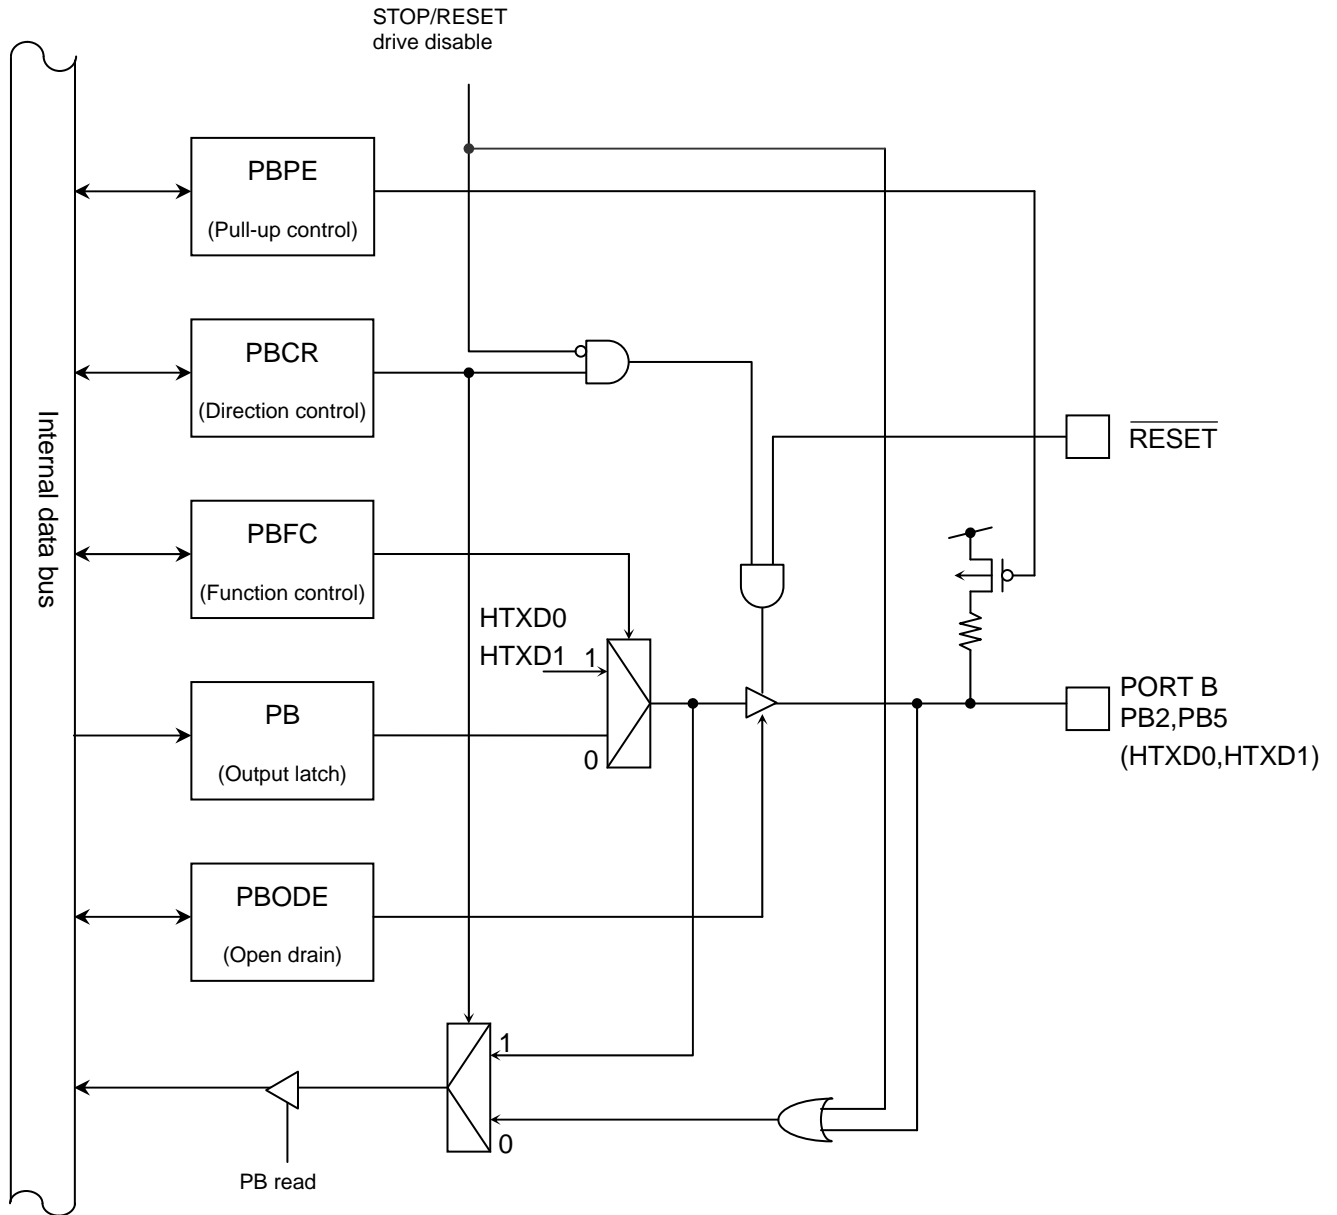 STOP/RESET
drive disable
PBPE
(Pull-up control)
PBCR
(Direction control)
RESET
Internal data bus
PBFC
(Function control)
HTXD0
HTXD1
1
0
PORT B
PB2,PB5
(HTXD0,HTXD1)
PB
(Output latch)
PBODE
(Open drain)
1
0
PB read